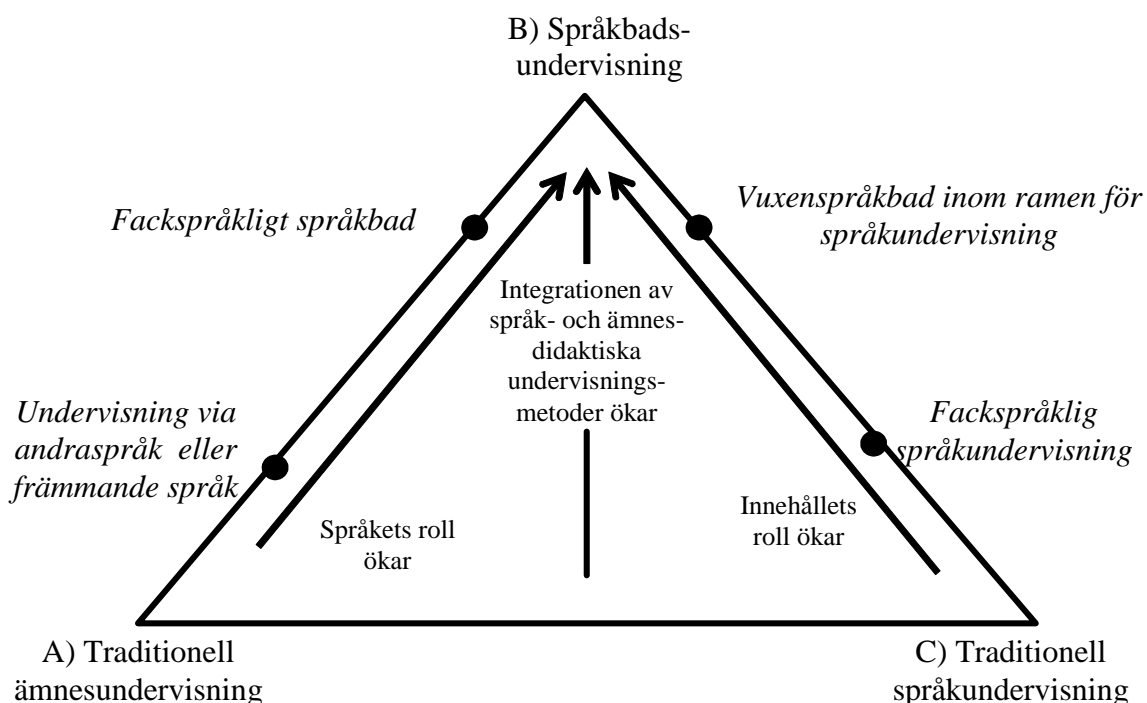 B) Språkbads-
undervisning
Fackspråkligt språkbad
Vuxenspråkbad inom ramen för
språkundervisning
Integrationen av
språk- och ämnes-
didaktiska
undervisnings-
metoder ökar
Undervisning via
andraspråk eller
främmande språk
Fackspråklig
språkundervisning
Språkets roll
ökar
Innehållets
roll ökar
A) Traditionell
ämnesundervisning
C) Traditionell
språkundervisning